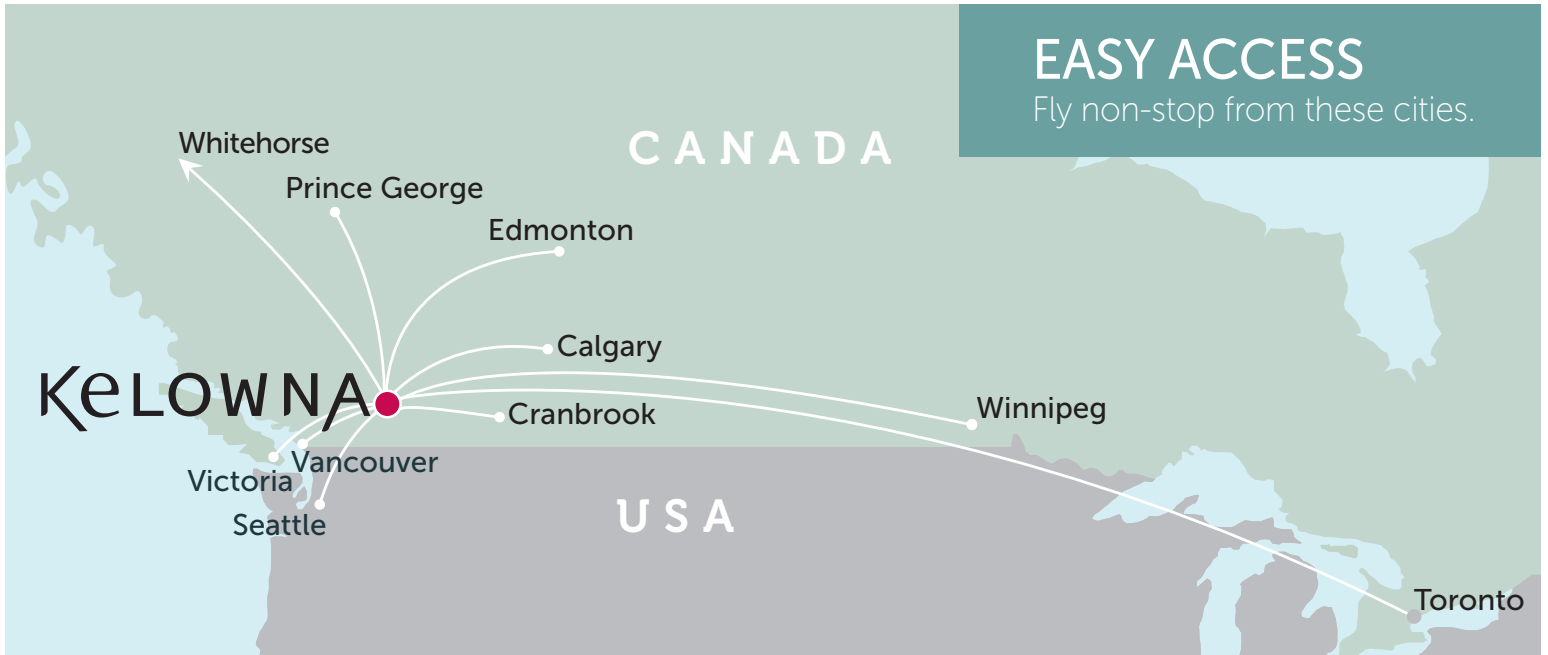 EASY ACCESS
Fly non-stop from these cities.
CANADA
Whitehorse
Prince George
Edmonton
Calgary
KeLOWNA
Cranbrook
Winnipeg
Vancouver
Victoria
USA
Seattle
Toronto